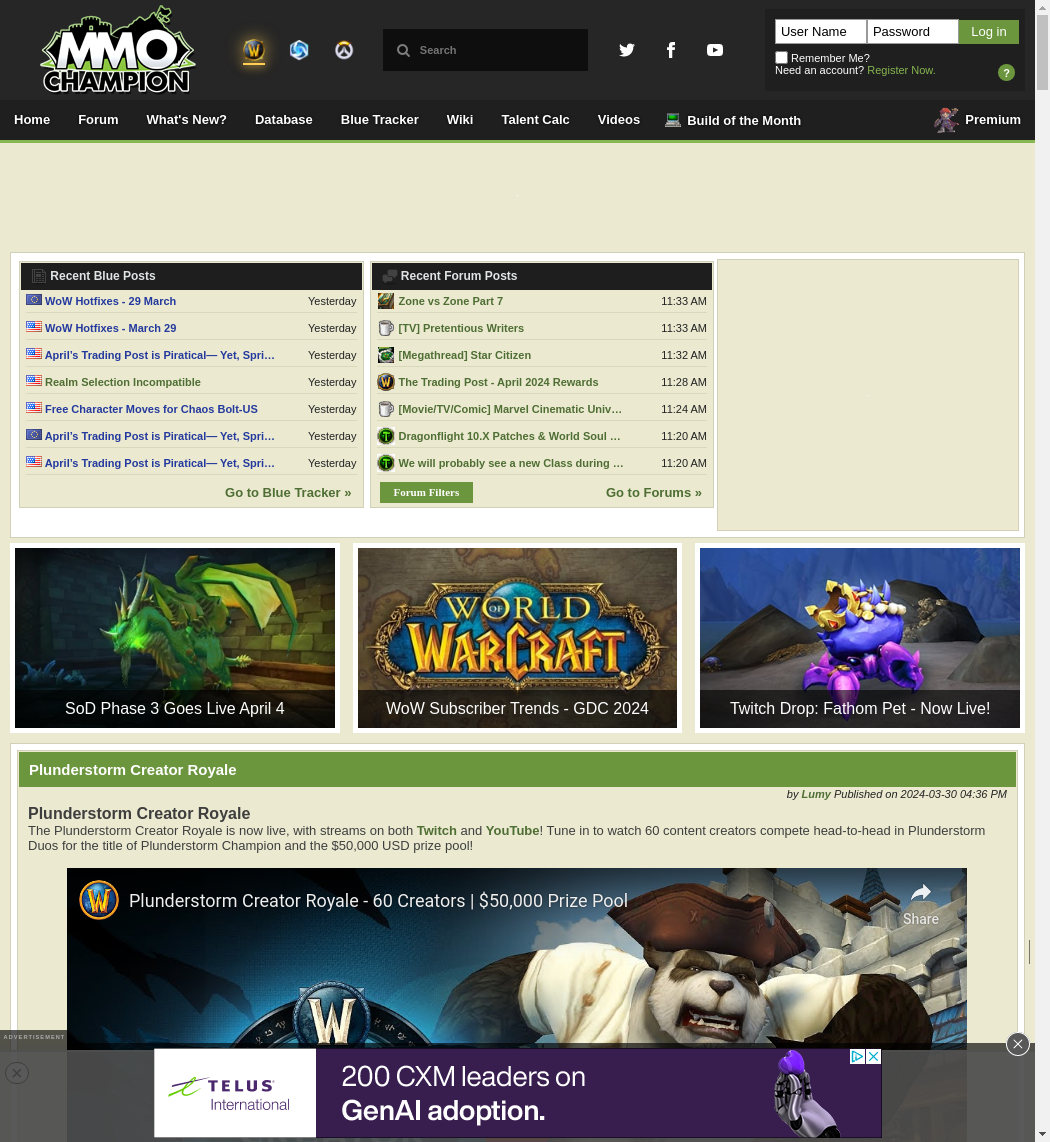 MMO
CHAMPION
Search
User Name
Password
Log in
Remember Me?
Need an account? Register Now.
?
Home
Forum
What's New?
Database
Blue Tracker
Wiki
Talent Calc
Videos
Build of the Month
Premium
Recent Blue Posts
WoW Hotfixes - 29 March Yesterday
WoW Hotfixes - March 29 Yesterday
April’s Trading Post is Piratical— Yet, Spri… Yesterday
Realm Selection Incompatible Yesterday
Free Character Moves for Chaos Bolt-US Yesterday
April’s Trading Post is Piratical— Yet, Spri… Yesterday
April’s Trading Post is Piratical— Yet, Spri… Yesterday
Go to Blue Tracker »
Recent Forum Posts
Zone vs Zone Part 7 11:33 AM
[TV] Pretentious Writers 11:33 AM
[Megathread] Star Citizen 11:32 AM
The Trading Post - April 2024 Rewards 11:28 AM
[Movie/TV/Comic] Marvel Cinematic Univ… 11:24 AM
Dragonflight 10.X Patches & World Soul … 11:20 AM
We will probably see a new Class during … 11:20 AM
Forum Filters
Go to Forums »
SoD Phase 3 Goes Live April 4
WORLD
OF
WARCRAFT
WoW Subscriber Trends - GDC 2024
Twitch Drop: Fathom Pet - Now Live!
Plunderstorm Creator Royale
by Lumy Published on 2024-03-30 04:36 PM
Plunderstorm Creator Royale
The Plunderstorm Creator Royale is now live, with streams on both Twitch and YouTube! Tune in to watch 60 content creators compete head-to-head in Plunderstorm
Duos for the title of Plunderstorm Champion and the $50,000 USD prize pool!
Plunderstorm Creator Royale - 60 Creators | $50,000 Prize Pool
Share
ADVERTISEMENT
TELUS®
International
200 CXM leaders on
GenAI adoption.